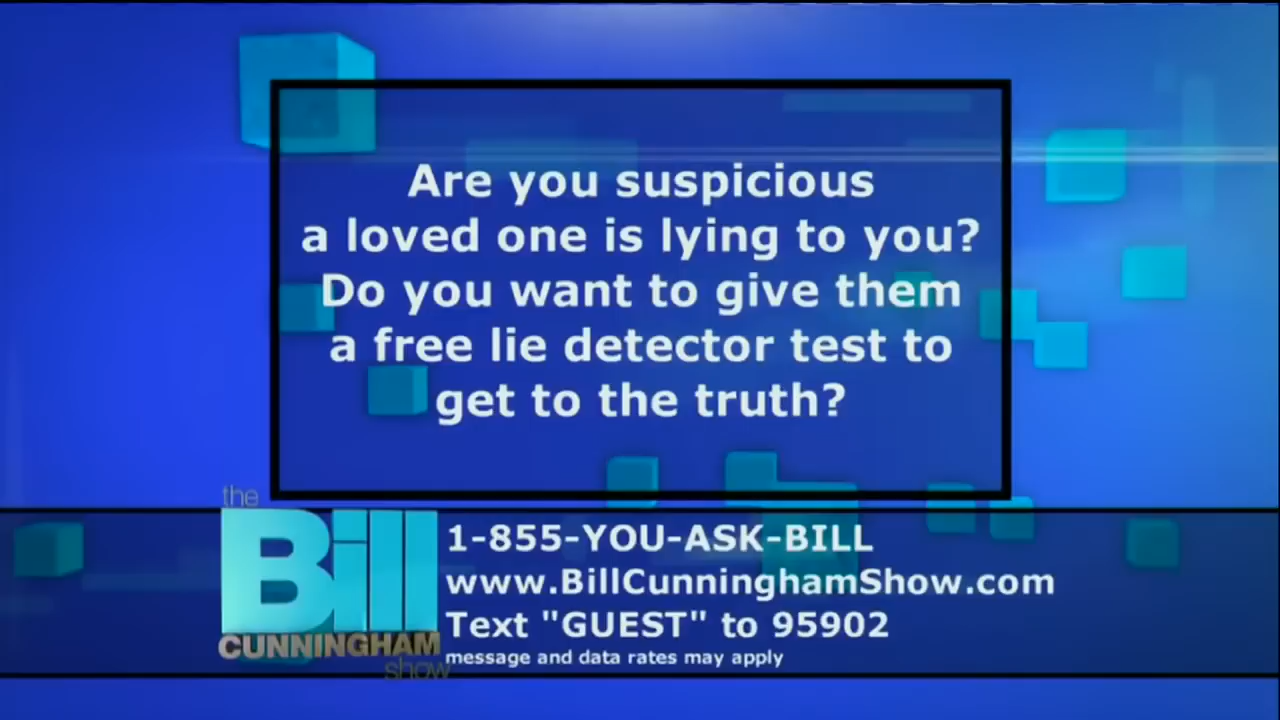 Are you suspicious
a loved one is lying to you?
Do you want to give them
a free lie detector test to
get to the truth?
the
Bill
CUNNINGHAM
show
1-855-YOU-ASK-BILL
www.BillCunninghamShow.com
Text "GUEST" to 95902
message and data rates may apply